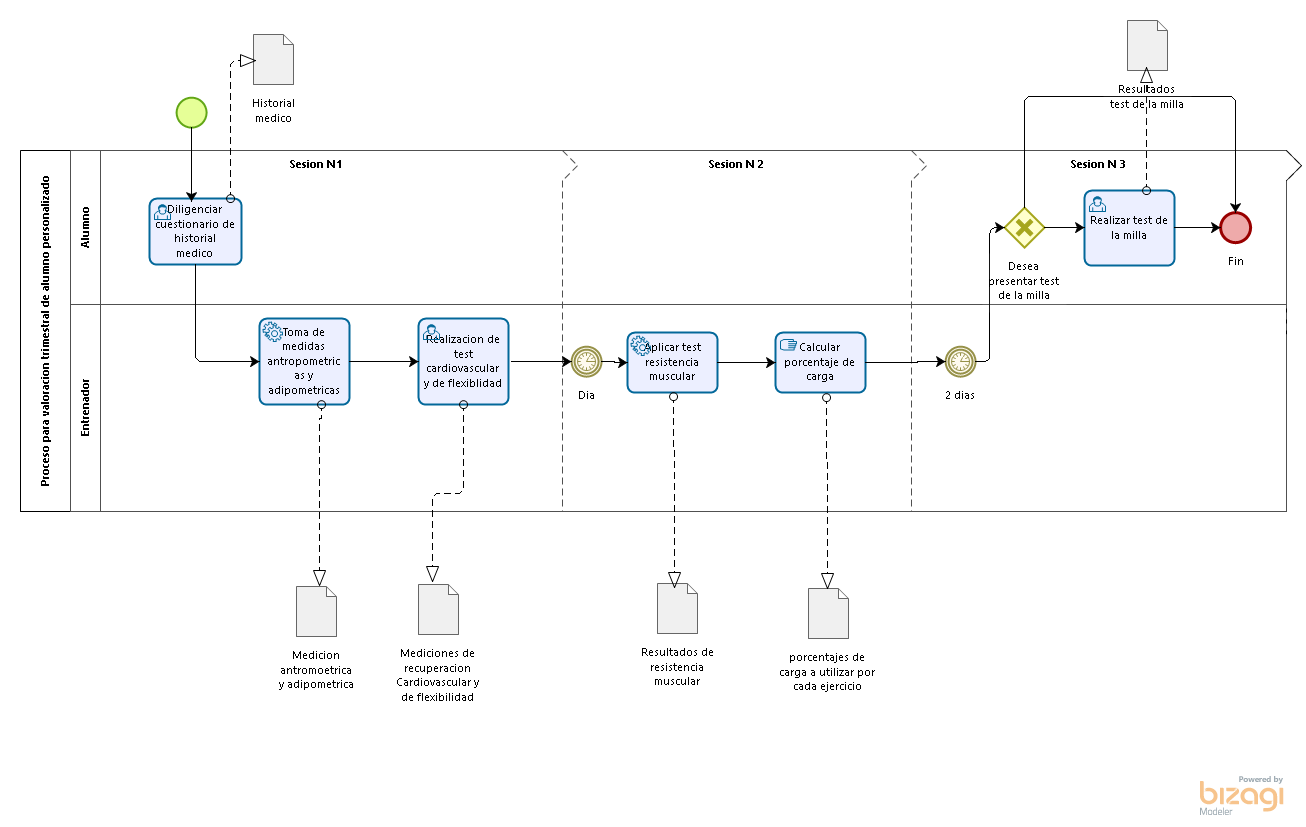 Historial
medico
Resultados
test de la milla
Proceso para valoracion trimestral de alumno personalizado
Alumno
Entrenador
Sesion N1
Sesion N 2
Sesion N 3
Diligenciar
cuestionario de
historial
medico
Realizar test de
la milla
Fin
Desea
presentar test
de la milla
Toma de
medidas
antropometric
as y
adipometricas
Realizacion de
test
cardiovascular
y de flexiblidad
Dia
Aplicar test
resistencia
muscular
Calcular
porcentaje de
carga
2 dias
Medicion
antromoetrica
y adipometrica
Mediciones de
recuperacion
Cardiovascular y
de flexibilidad
Resultados de
resistencia
muscular
porcentajes de
carga a utilizar por
cada ejercicio
Powered by
bizagi
Modeler